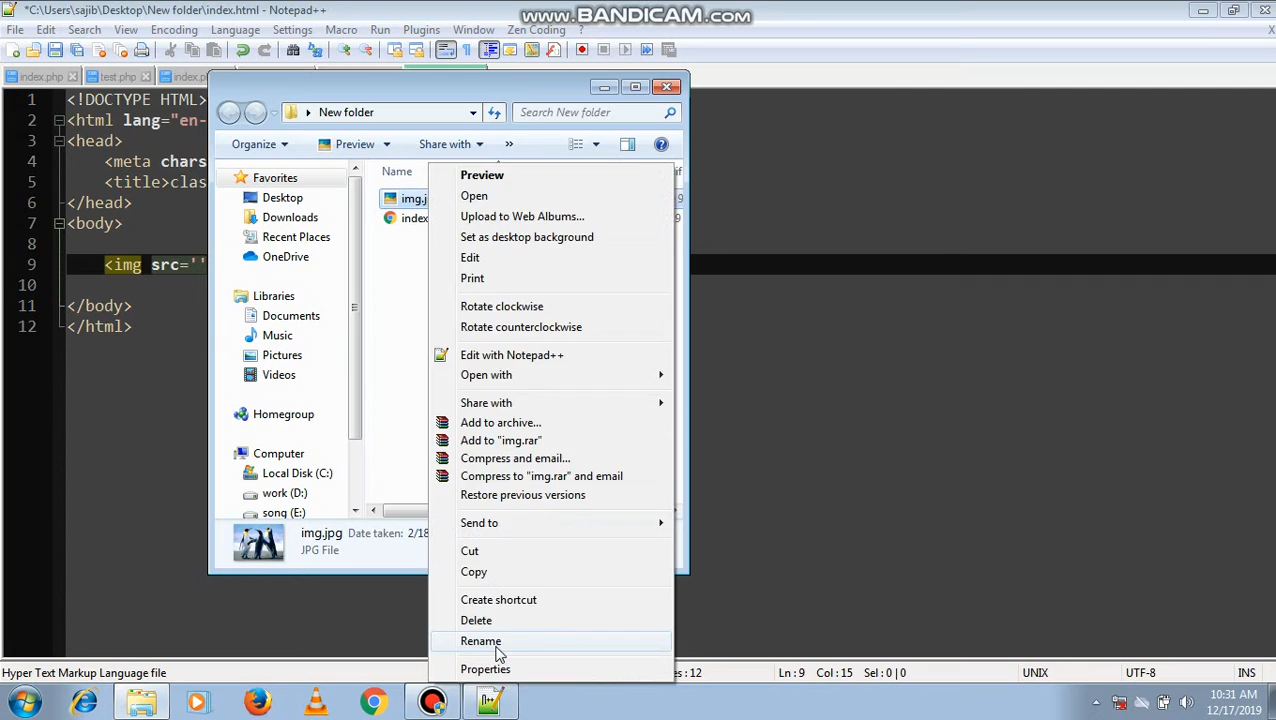 *C:\Users\sajib\Desktop\New folder\index.html - Notepad++
www.BANDICAM.com
File Edit Search View Encoding Language Settings Macro Run Plugins Window Zen Coding ? X
index.php test.php index.p
1 <!DOCTYPE HTML>
2 <html lang="en-
3 <head>
4 <meta chars
5 <title>clas
6 </head>
7 <body>
8
9 <img src=''
10
11 </body>
12 </html>
New folder
Search New folder
Organize Preview Share with »
Name
if
Favorites
Desktop
Downloads
Recent Places
OneDrive
Libraries
Documents
Music
Pictures
Videos
Homegroup
Computer
Local Disk (C:)
work (D:)
song (E:)
img.j
9
index
9
img.jpg Date taken: 2/18
JPG File
Preview
Open
Upload to Web Albums...
Set as desktop background
Edit
Print
Rotate clockwise
Rotate counterclockwise
Edit with Notepad++
Open with
Share with
Add to archive...
Add to "img.rar"
Compress and email...
Compress to "img.rar" and email
Restore previous versions
Send to
Cut
Copy
Create shortcut
Delete
Rename
Properties
Hyper Text Markup Language file
es : 12
Ln : 9 Col : 15 Sel : 0 | 0
UTF-8
INS
10:31 AM
12/17/2019